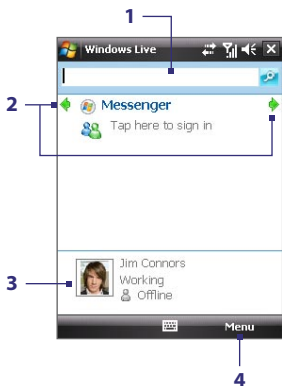 1
Windows Live
2
Messenger
Tap here to sign in
3
Jim Connors
Working
Offline
Menu
4